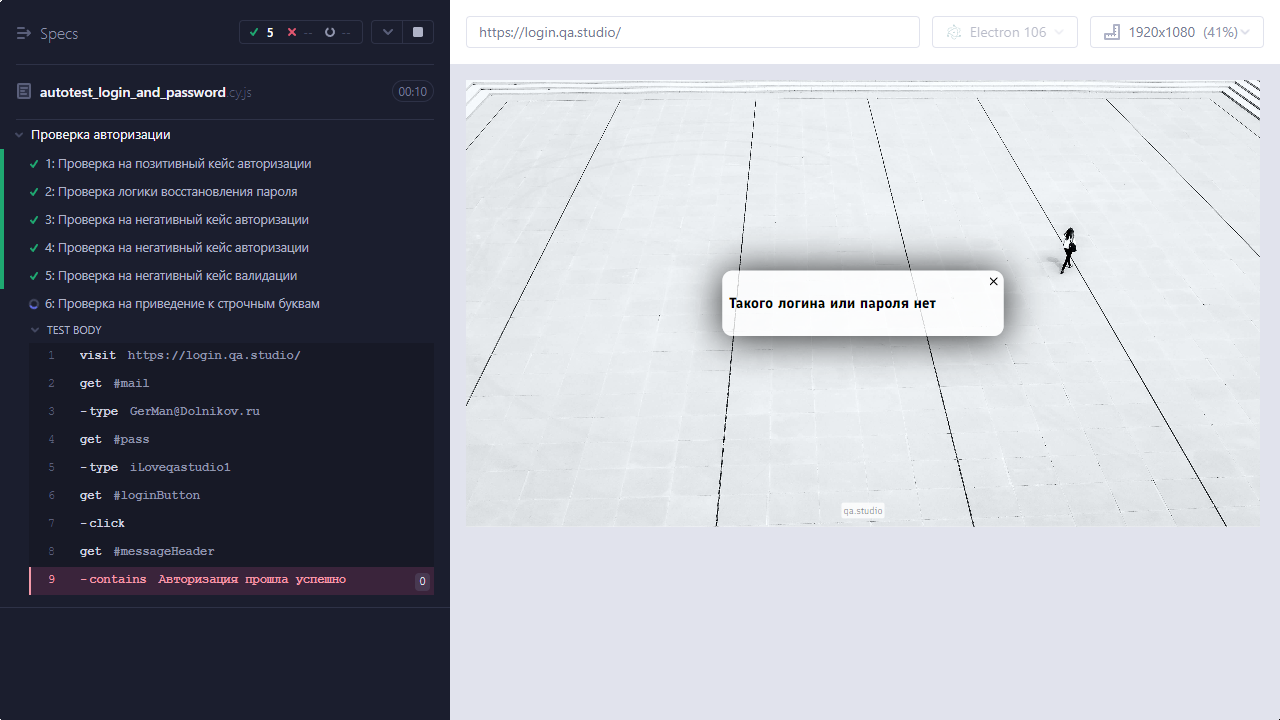 Specs
5
--
--
autotest_login_and_password.cy.js
00:10
Проверка авторизации
1: Проверка на позитивный кейс авторизации
2: Проверка логики восстановления пароля
3: Проверка на негативный кейс авторизации
4: Проверка на негативный кейс авторизации
5: Проверка на негативный кейс валидации
6: Проверка на приведение к строчным буквам
TEST BODY
1 visit https://login.qa.studio/
2 get #mail
3 -type GerMan@Dolnikov.ru
4 get #pass
5 -type iLoveqastudio1
6 get #loginButton
7 -click
8 get #messageHeader
9 -contains Авторизация прошла успешно 0
https://login.qa.studio/
Electron 106
1920x1080 (41%)
Такого логина или пароля нет
qa.studio